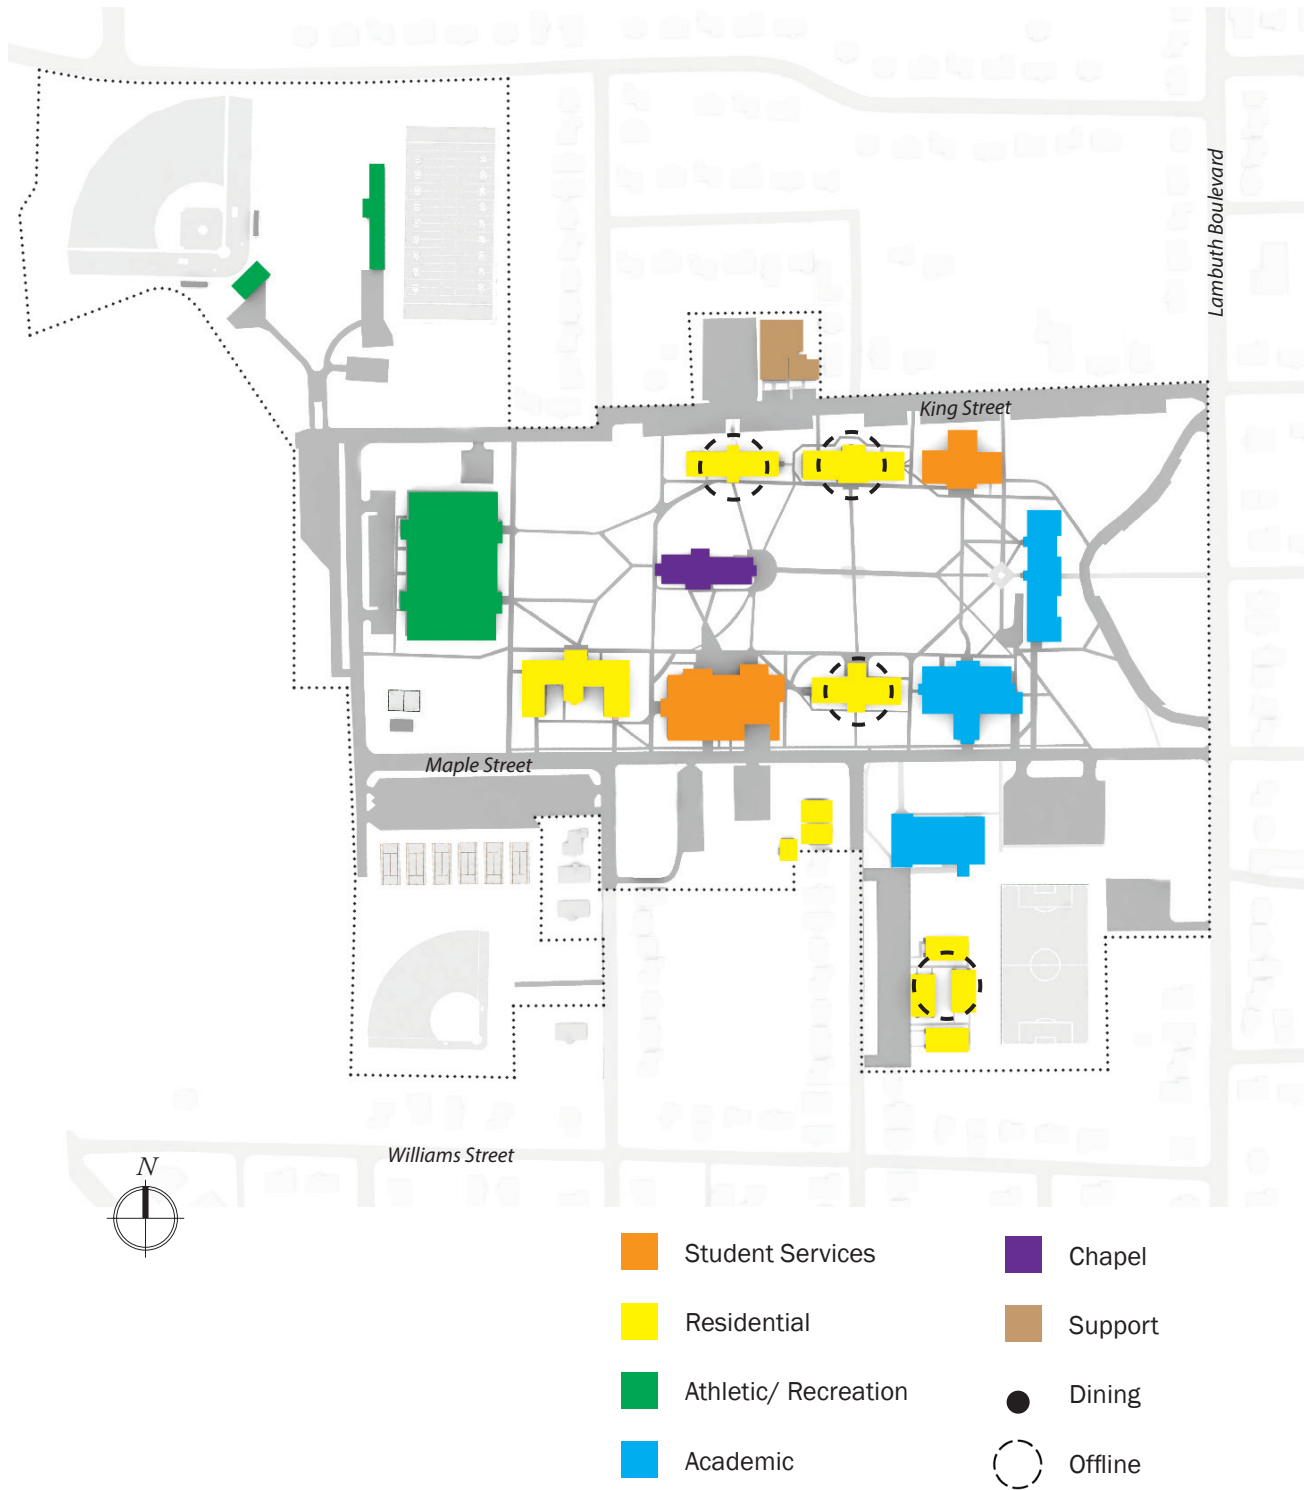 Lambuth Boulevard
King Street
Maple Street
Williams Street
N
Student Services
Residential
Athletic/ Recreation
Academic
Chapel
Support
Dining
Offline